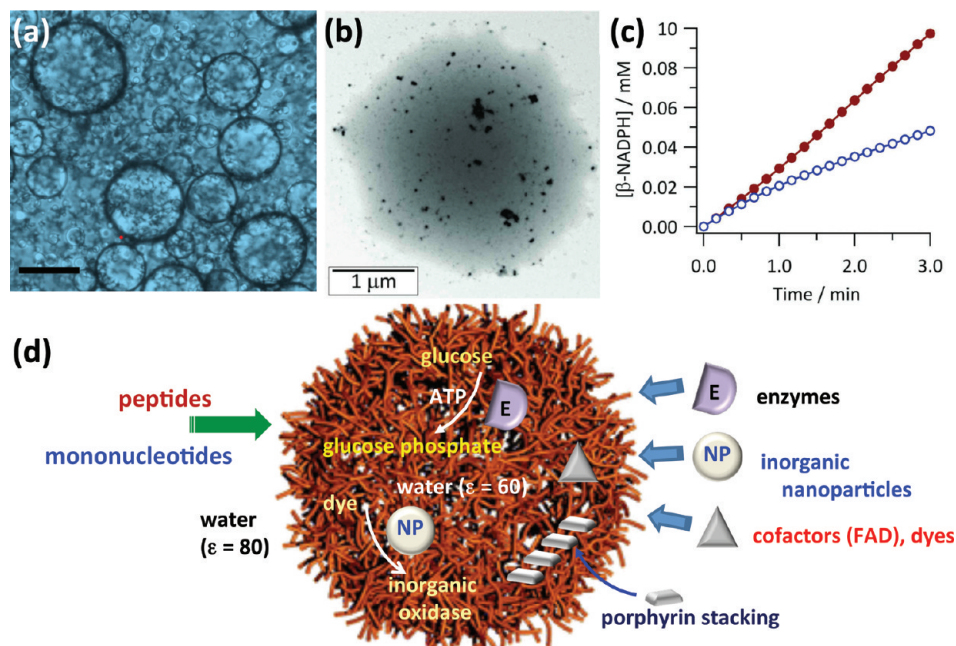 (a)
(b)
1 µm
(c)
[β-NADPH] / mM
10
0.08
0.06
0.04
0.02
0.00
0.0
1.0
2.0
3.0
Time / min
(d)
peptides
mononucleotides
water
(ε = 80)
glucose
ATP
E
glucose phosphate
water (ε = 60)
dye
NP
inorganic
oxidase
E
enzymes
NP
inorganic
nanoparticles
cofactors (FAD), dyes
porphyrin stacking